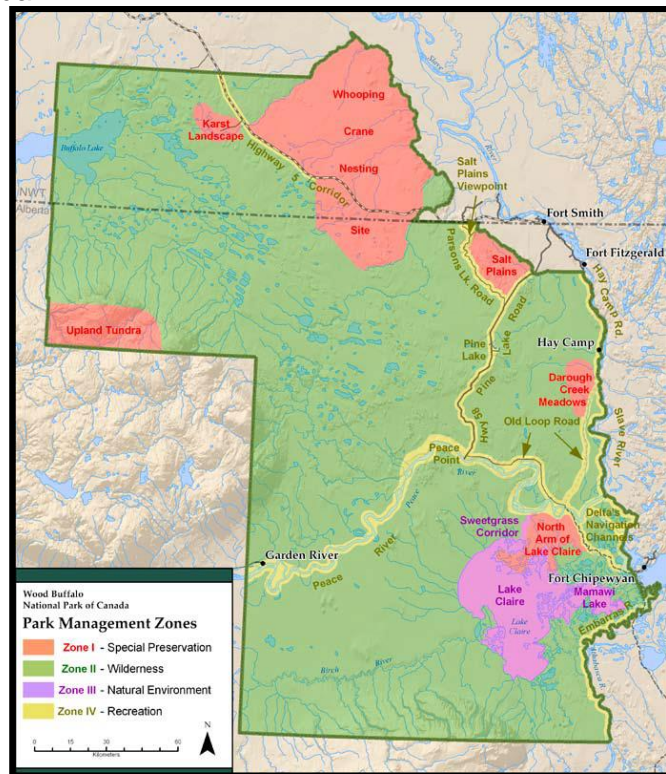 Whooping
Crane
Nesting
Site
Karst
Landscape
Buffalo Lake
Highway 5 Corridor
NWT
Alberta
Salt
Plains
Viewpoint
River
Fort Smith
Fort Fitzgerald
Parsons Lk. Road
Salt
Plains
Hay Camp Rd.
Upland Tundra
Pine
Lake
Pine Lake Road
Hay Camp
Darough
Creek
Meadows
Hwy 58
Old Loop Road
Slave River
Peace
Point
River
Peace
Delta's
Navigation
Channels
Sweetgrass
Corridor
North
Arm of
Lake Claire
Garden River
Peace River
Fort Chipewyan
Lake
Claire
Mamawi
Lake
Embarras R.
Lake
Claire
Birch River
Athabasca R.
Wood Buffalo
National Park of Canada
Park Management Zones
Zone I - Special Preservation
Zone II - Wilderness
Zone III - Natural Environment
Zone IV - Recreation
N
0 15 30 60
Kilometers